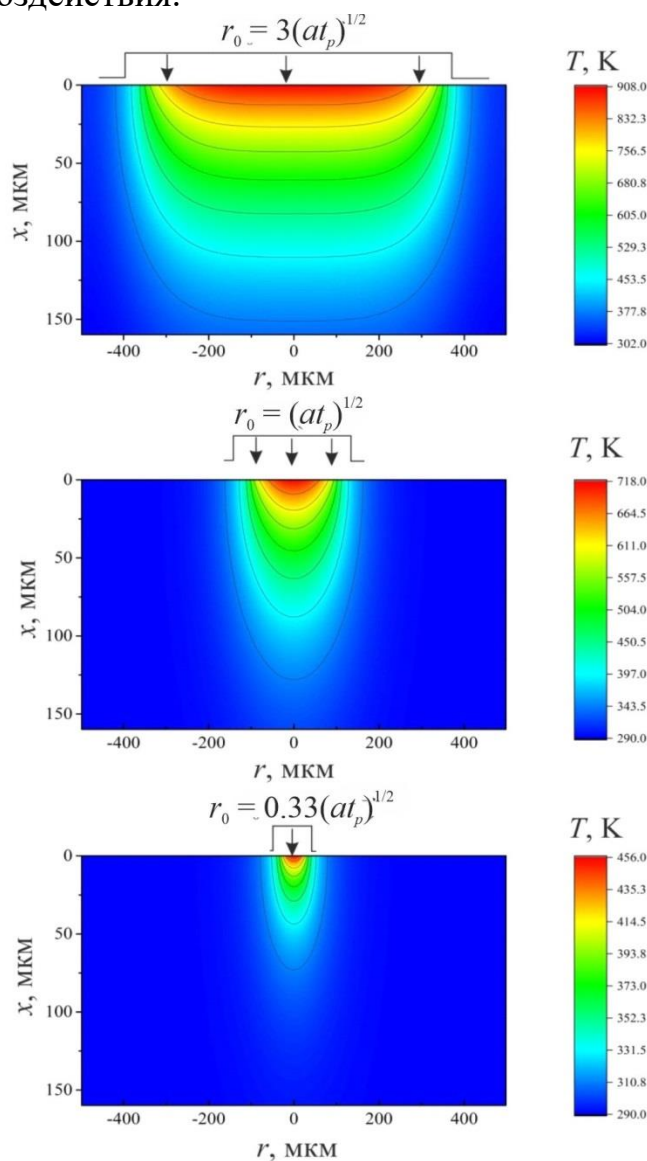 оздействия.
r₀ = 3(atₚ)^1/2
T, K
0
50
100
150
x, мкм
-400 -200 0 200 400
r, мкм
908.0
832.3
756.5
680.8
605.0
529.3
453.5
377.8
302.0
r₀ = (atₚ)^1/2
T, K
0
50
100
150
x, мкм
-400 -200 0 200 400
r, мкм
718.0
664.5
611.0
557.5
504.0
450.5
397.0
343.5
290.0
r₀ = 0.33(atₚ)^1/2
T, K
0
50
100
150
x, мкм
-400 -200 0 200 400
r, мкм
456.0
435.3
414.5
393.8
373.0
352.3
331.5
310.8
290.0